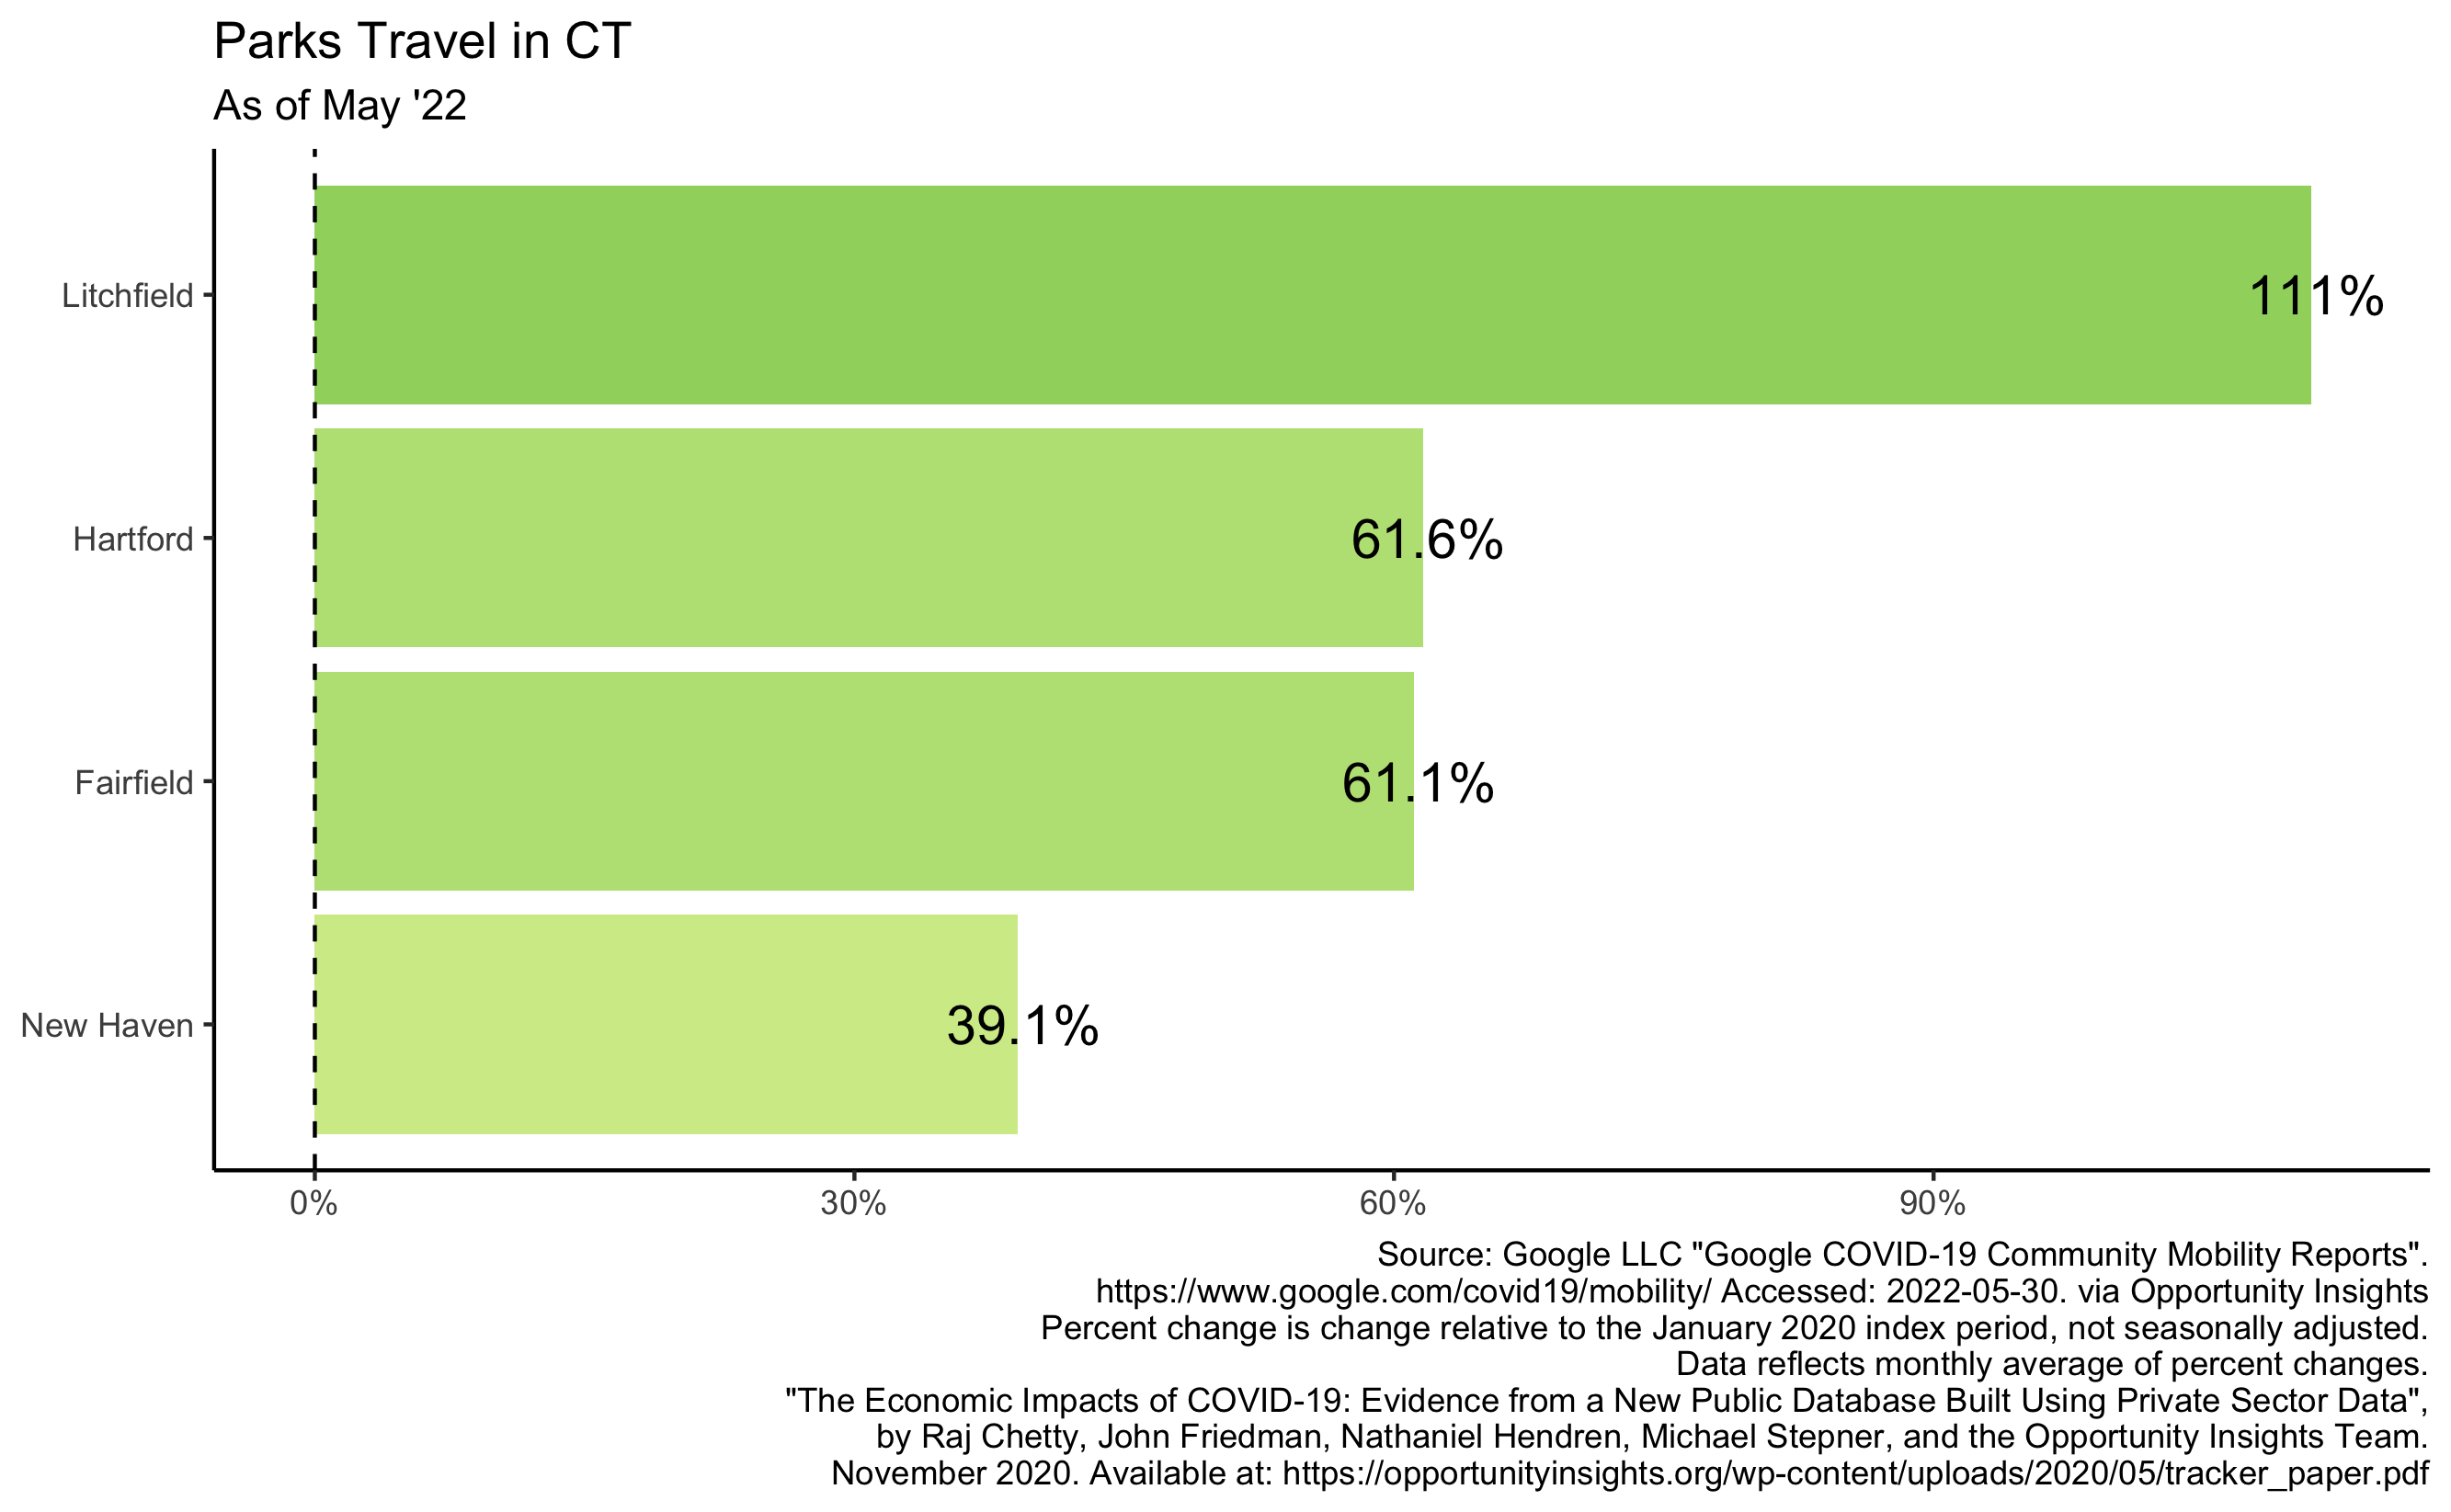 Parks Travel in CT
As of May '22
Litchfield
111%
Hartford
61.6%
Fairfield
61.1%
New Haven
39.1%
0%
30%
60%
90%
Source: Google LLC "Google COVID-19 Community Mobility Reports".
https://www.google.com/covid19/mobility/ Accessed: 2022-05-30. via Opportunity Insights
Percent change is change relative to the January 2020 index period, not seasonally adjusted.
Data reflects monthly average of percent changes.
"The Economic Impacts of COVID-19: Evidence from a New Public Database Built Using Private Sector Data",
by Raj Chetty, John Friedman, Nathaniel Hendren, Michael Stepner, and the Opportunity Insights Team.
November 2020. Available at: https://opportunityinsights.org/wp-content/uploads/2020/05/tracker_paper.pdf